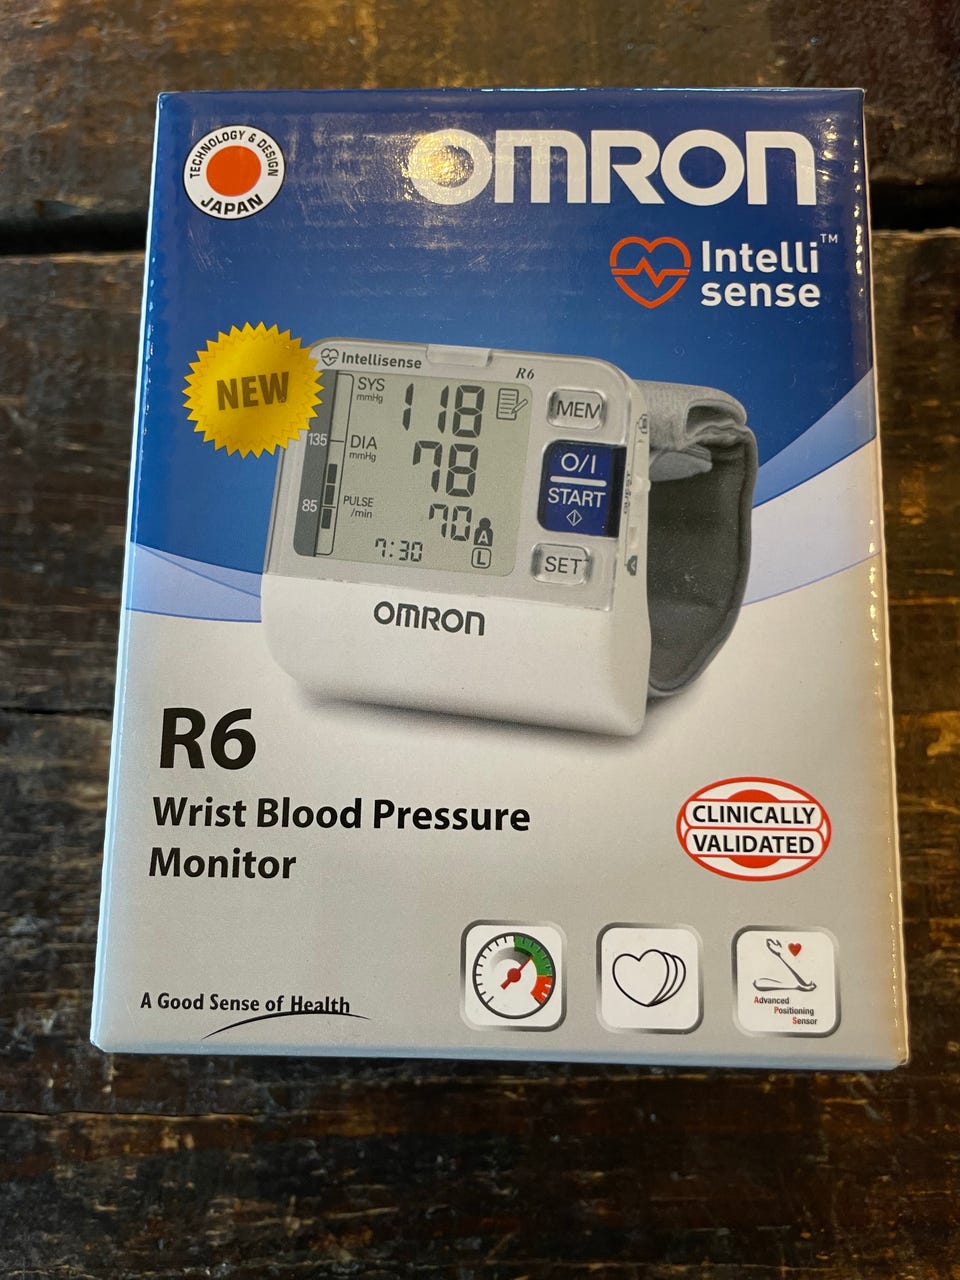 TECHNOLOGY & DESIGN
JAPAN
OMRON
Intelli™
sense
NEW
Intellisense
R6
SYS
mmHg
118
MEM
135
DIA
mmHg
78
O/I
START
85
PULSE
/min
70
A
7:30
L
SET
OMRON
R6
Wrist Blood Pressure
Monitor
CLINICALLY
VALIDATED
A Good Sense of Health
Advanced
Positioning
Sensor